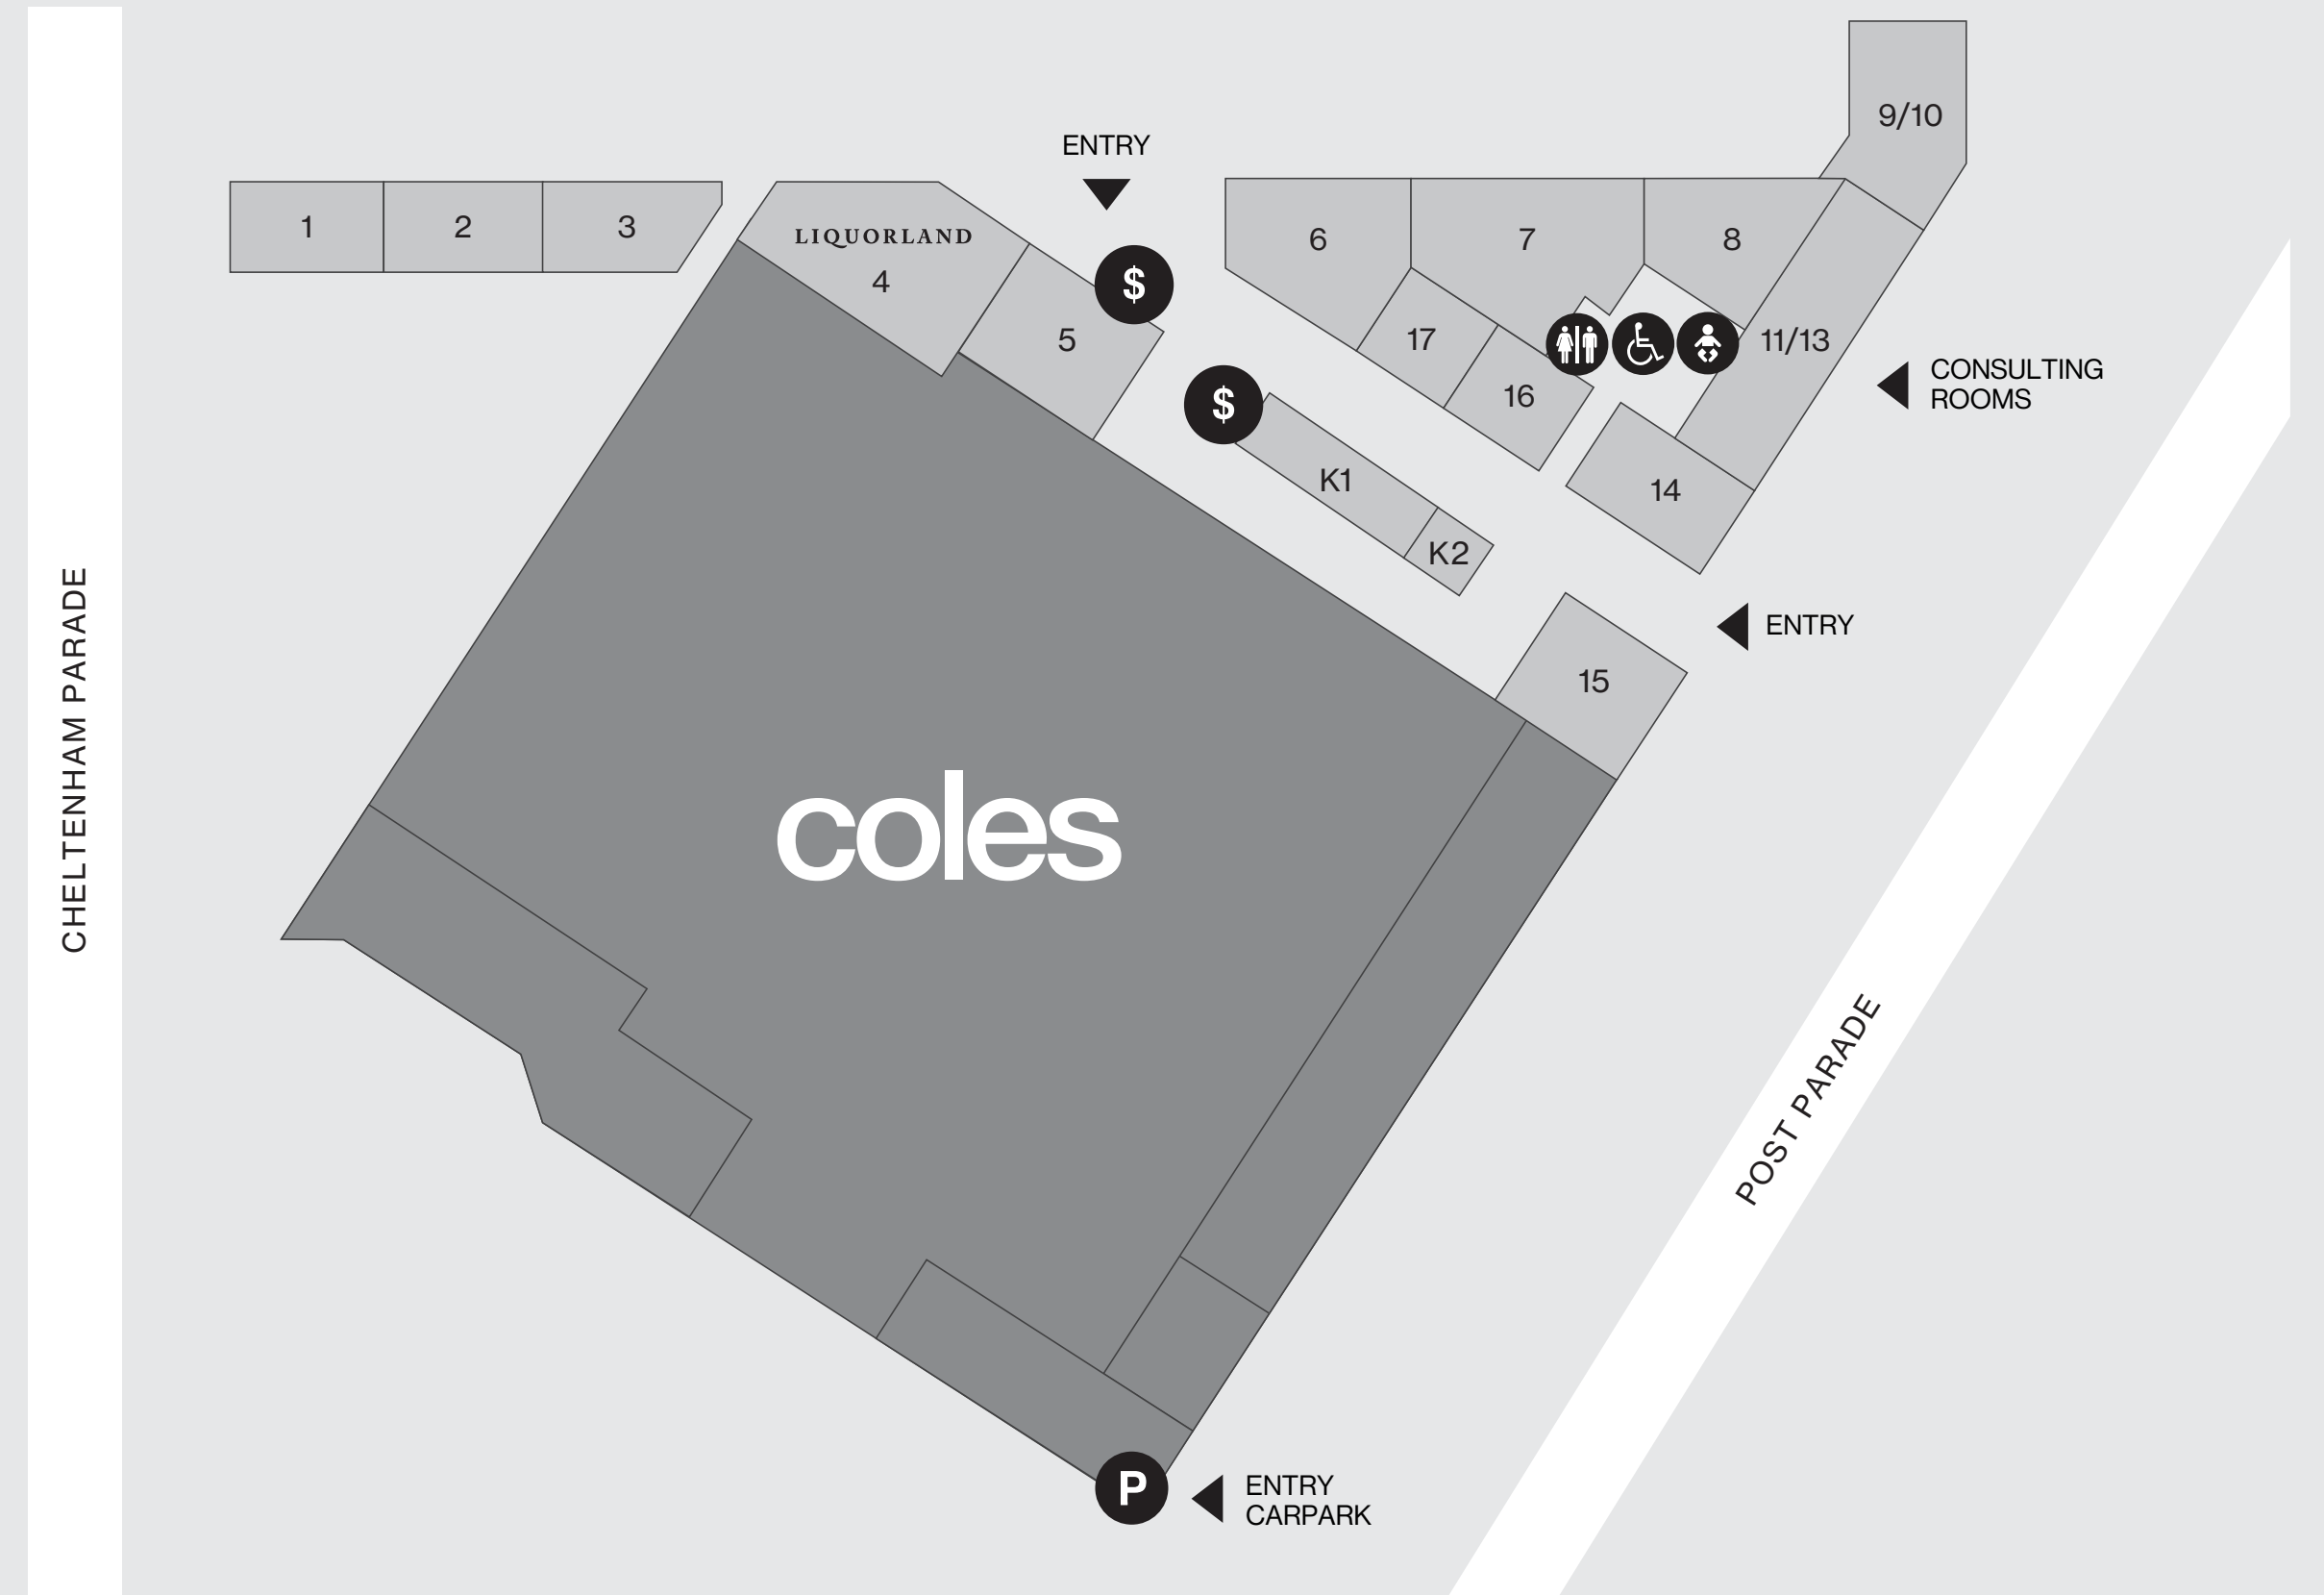 9/10
ENTRY
1
2
3
LIQUORLAND
4
$
5
6
7
8
17
16
11/13
CONSULTING
ROOMS
$
K1
K2
14
ENTRY
15
CHELTENHAM PARADE
coles
POST PARADE
P
ENTRY
CARPARK